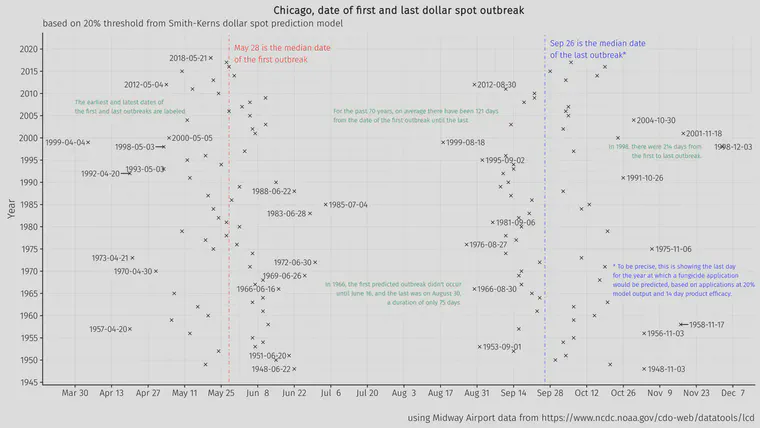 Chicago, date of first and last dollar spot outbreak
based on 20% threshold from Smith-Kerns dollar spot prediction model
May 28 is the median date
of the first outbreak
Sep 26 is the median date
of the last outbreak*
2020
2018-05-21
2015
2012-05-04
2012-08-30
2010
The earliest and latest dates of
the first and last outbreaks are labeled
For the past 70 years, on average there have been 121 days
from the date of the first outbreak until the last
2005
2004-10-30
2001-11-18
2000
2000-05-05
1999-04-04
1999-08-18
1998-05-03
1998-12-03
In 1998, there were 214 days from
the first to last outbreak.
1995
1995-09-02
1993-05-03
1992-04-20
1991-10-26
1990
1988-06-22
1985
1985-07-04
1983-06-28
1981-09-06
1980
Year
1976-08-27
1975
1975-11-06
1973-04-21
1972-06-30
1970
1970-04-30
1969-06-26
* To be precise, this is showing the last day
for the year at which a fungicide application
would be predicted, based on applications at 20%
model output and 14 day product efficacy.
1966-06-16
1966-08-30
In 1966, the first predicted outbreak didn't occur
until June 16, and the last was on August 30,
a duration of only 75 days
1965
1960
1958-11-17
1957-04-20
1956-11-03
1955
1953-09-01
1951-06-20
1950
1948-06-22
1948-11-03
1945
Mar 30
Apr 13
Apr 27
May 11
May 25
Jun 8
Jun 22
Jul 6
Jul 20
Aug 3
Aug 17
Aug 31
Sep 14
Sep 28
Oct 12
Oct 26
Nov 9
Nov 23
Dec 7
using Midway Airport data from https://www.ncdc.noaa.gov/cdo-web/datatools/lcd